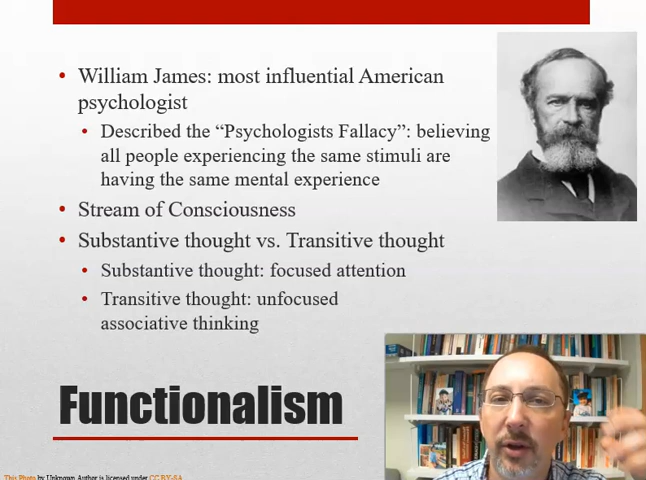 • William James: most influential American
psychologist
• Described the “Psychologists Fallacy”: believing
all people experiencing the same stimuli are
having the same mental experience
• Stream of Consciousness
• Substantive thought vs. Transitive thought
• Substantive thought: focused attention
• Transitive thought: unfocused
associative thinking
Functionalism
This Photo by Unknown Author is licensed under CC BY-SA